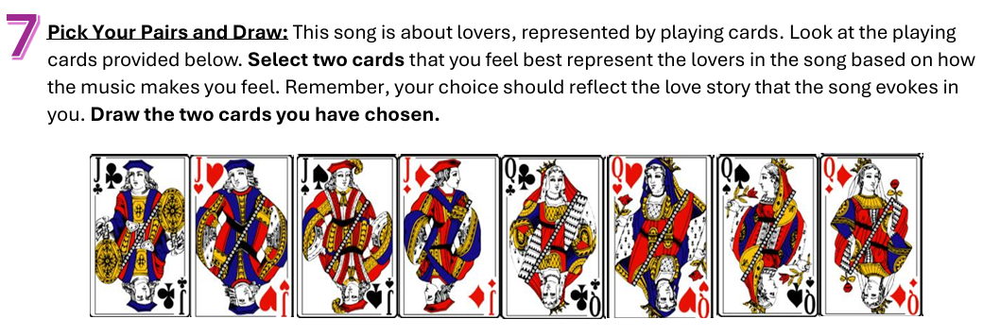 7 Pick Your Pairs and Draw: This song is about lovers, represented by playing cards. Look at the playing
cards provided below. Select two cards that you feel best represent the lovers in the song based on how
the music makes you feel. Remember, your choice should reflect the love story that the song evokes in
you. Draw the two cards you have chosen.
J J J J Q Q Q Q
J J J J Q Q Q Q